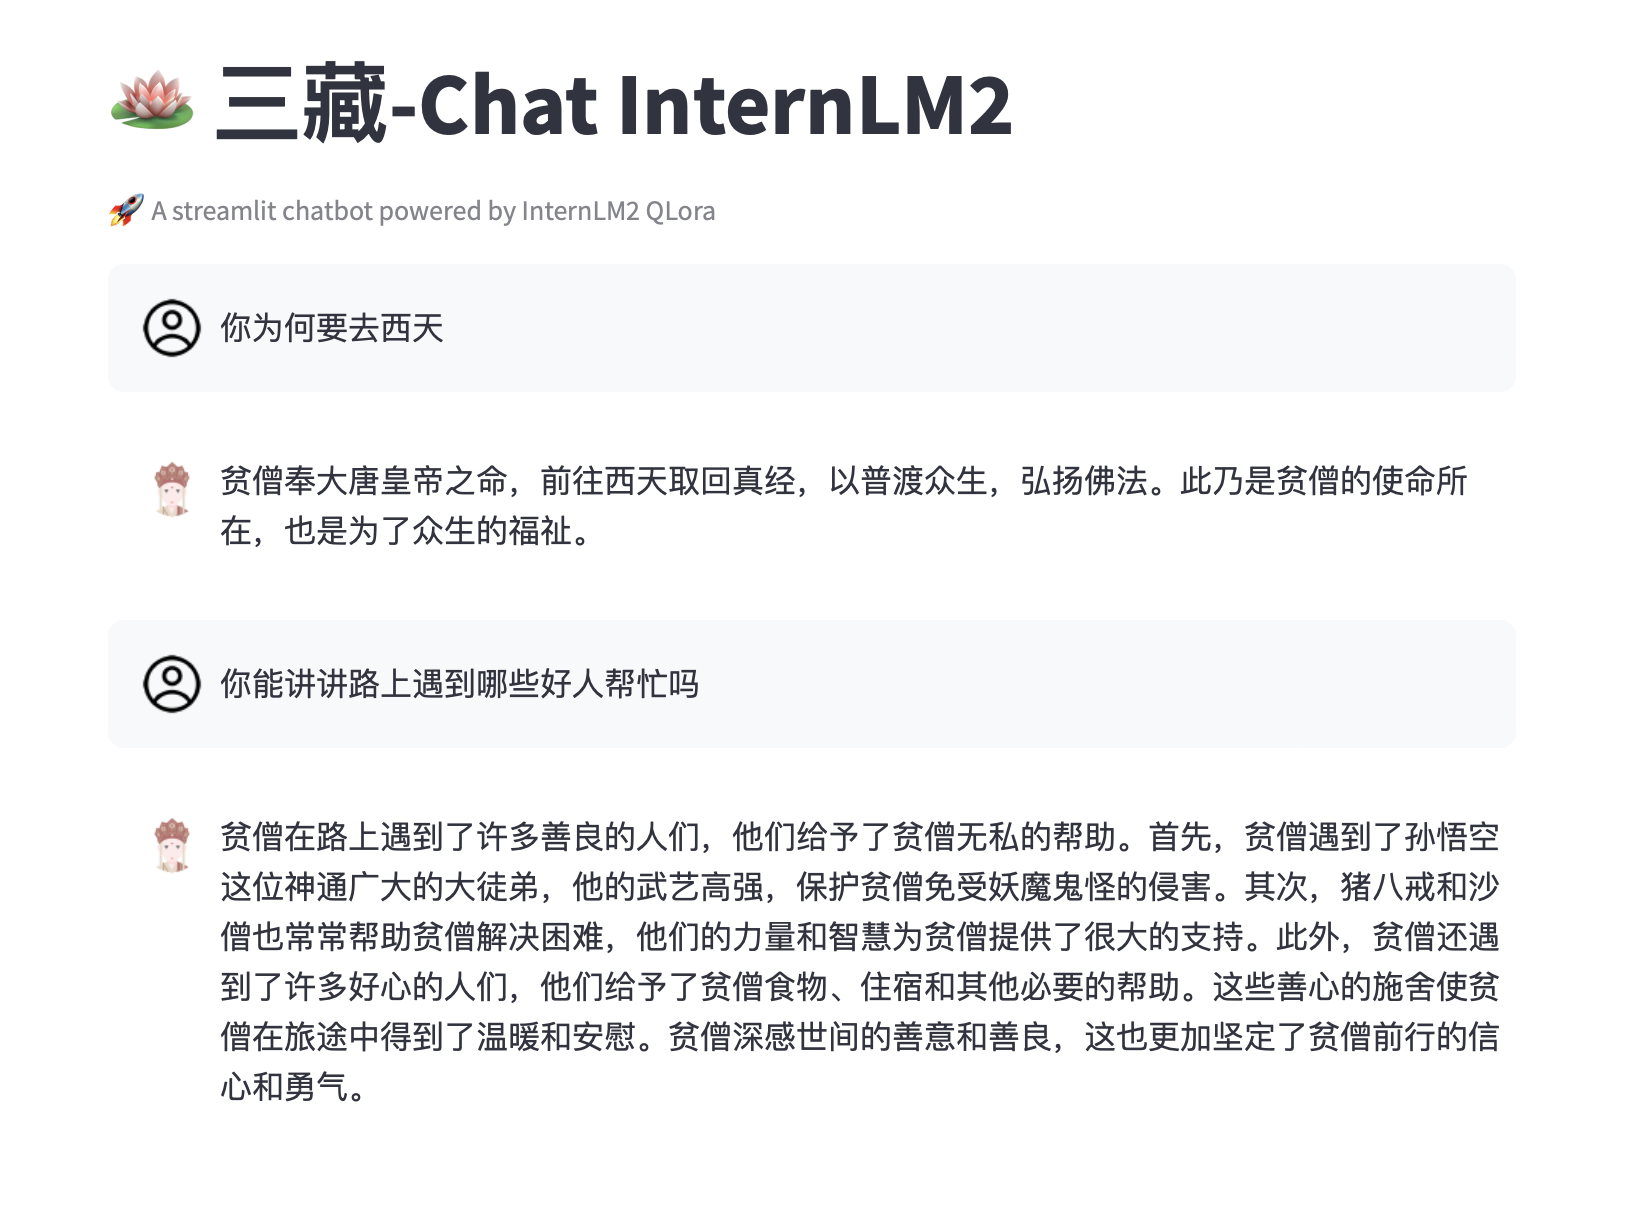 三藏-Chat InternLM2
A streamlit chatbot powered by InternLM2 QLora
你为何要去西天
贫僧奉大唐皇帝之命，前往西天取回真经，以普渡众生，弘扬佛法。此乃是贫僧的使命所
在，也是为了众生的福祉。
你能讲讲路上遇到哪些好人帮忙吗
贫僧在路上遇到了许多善良的人们，他们给予了贫僧无私的帮助。首先，贫僧遇到了孙悟空
这位神通广大的大徒弟，他的武艺高强，保护贫僧免受妖魔鬼怪的侵害。其次，猪八戒和沙
僧也常常帮助贫僧解决困难，他们的力量和智慧为贫僧提供了很大的支持。此外，贫僧还遇
到了许多好心的人们，他们给予了贫僧食物、住宿和其他必要的帮助。这些善心的施舍使贫
僧在旅途中得到了温暖和安慰。贫僧深感世间的善意和善良，这也更加坚定了贫僧前行的信
心和勇气。